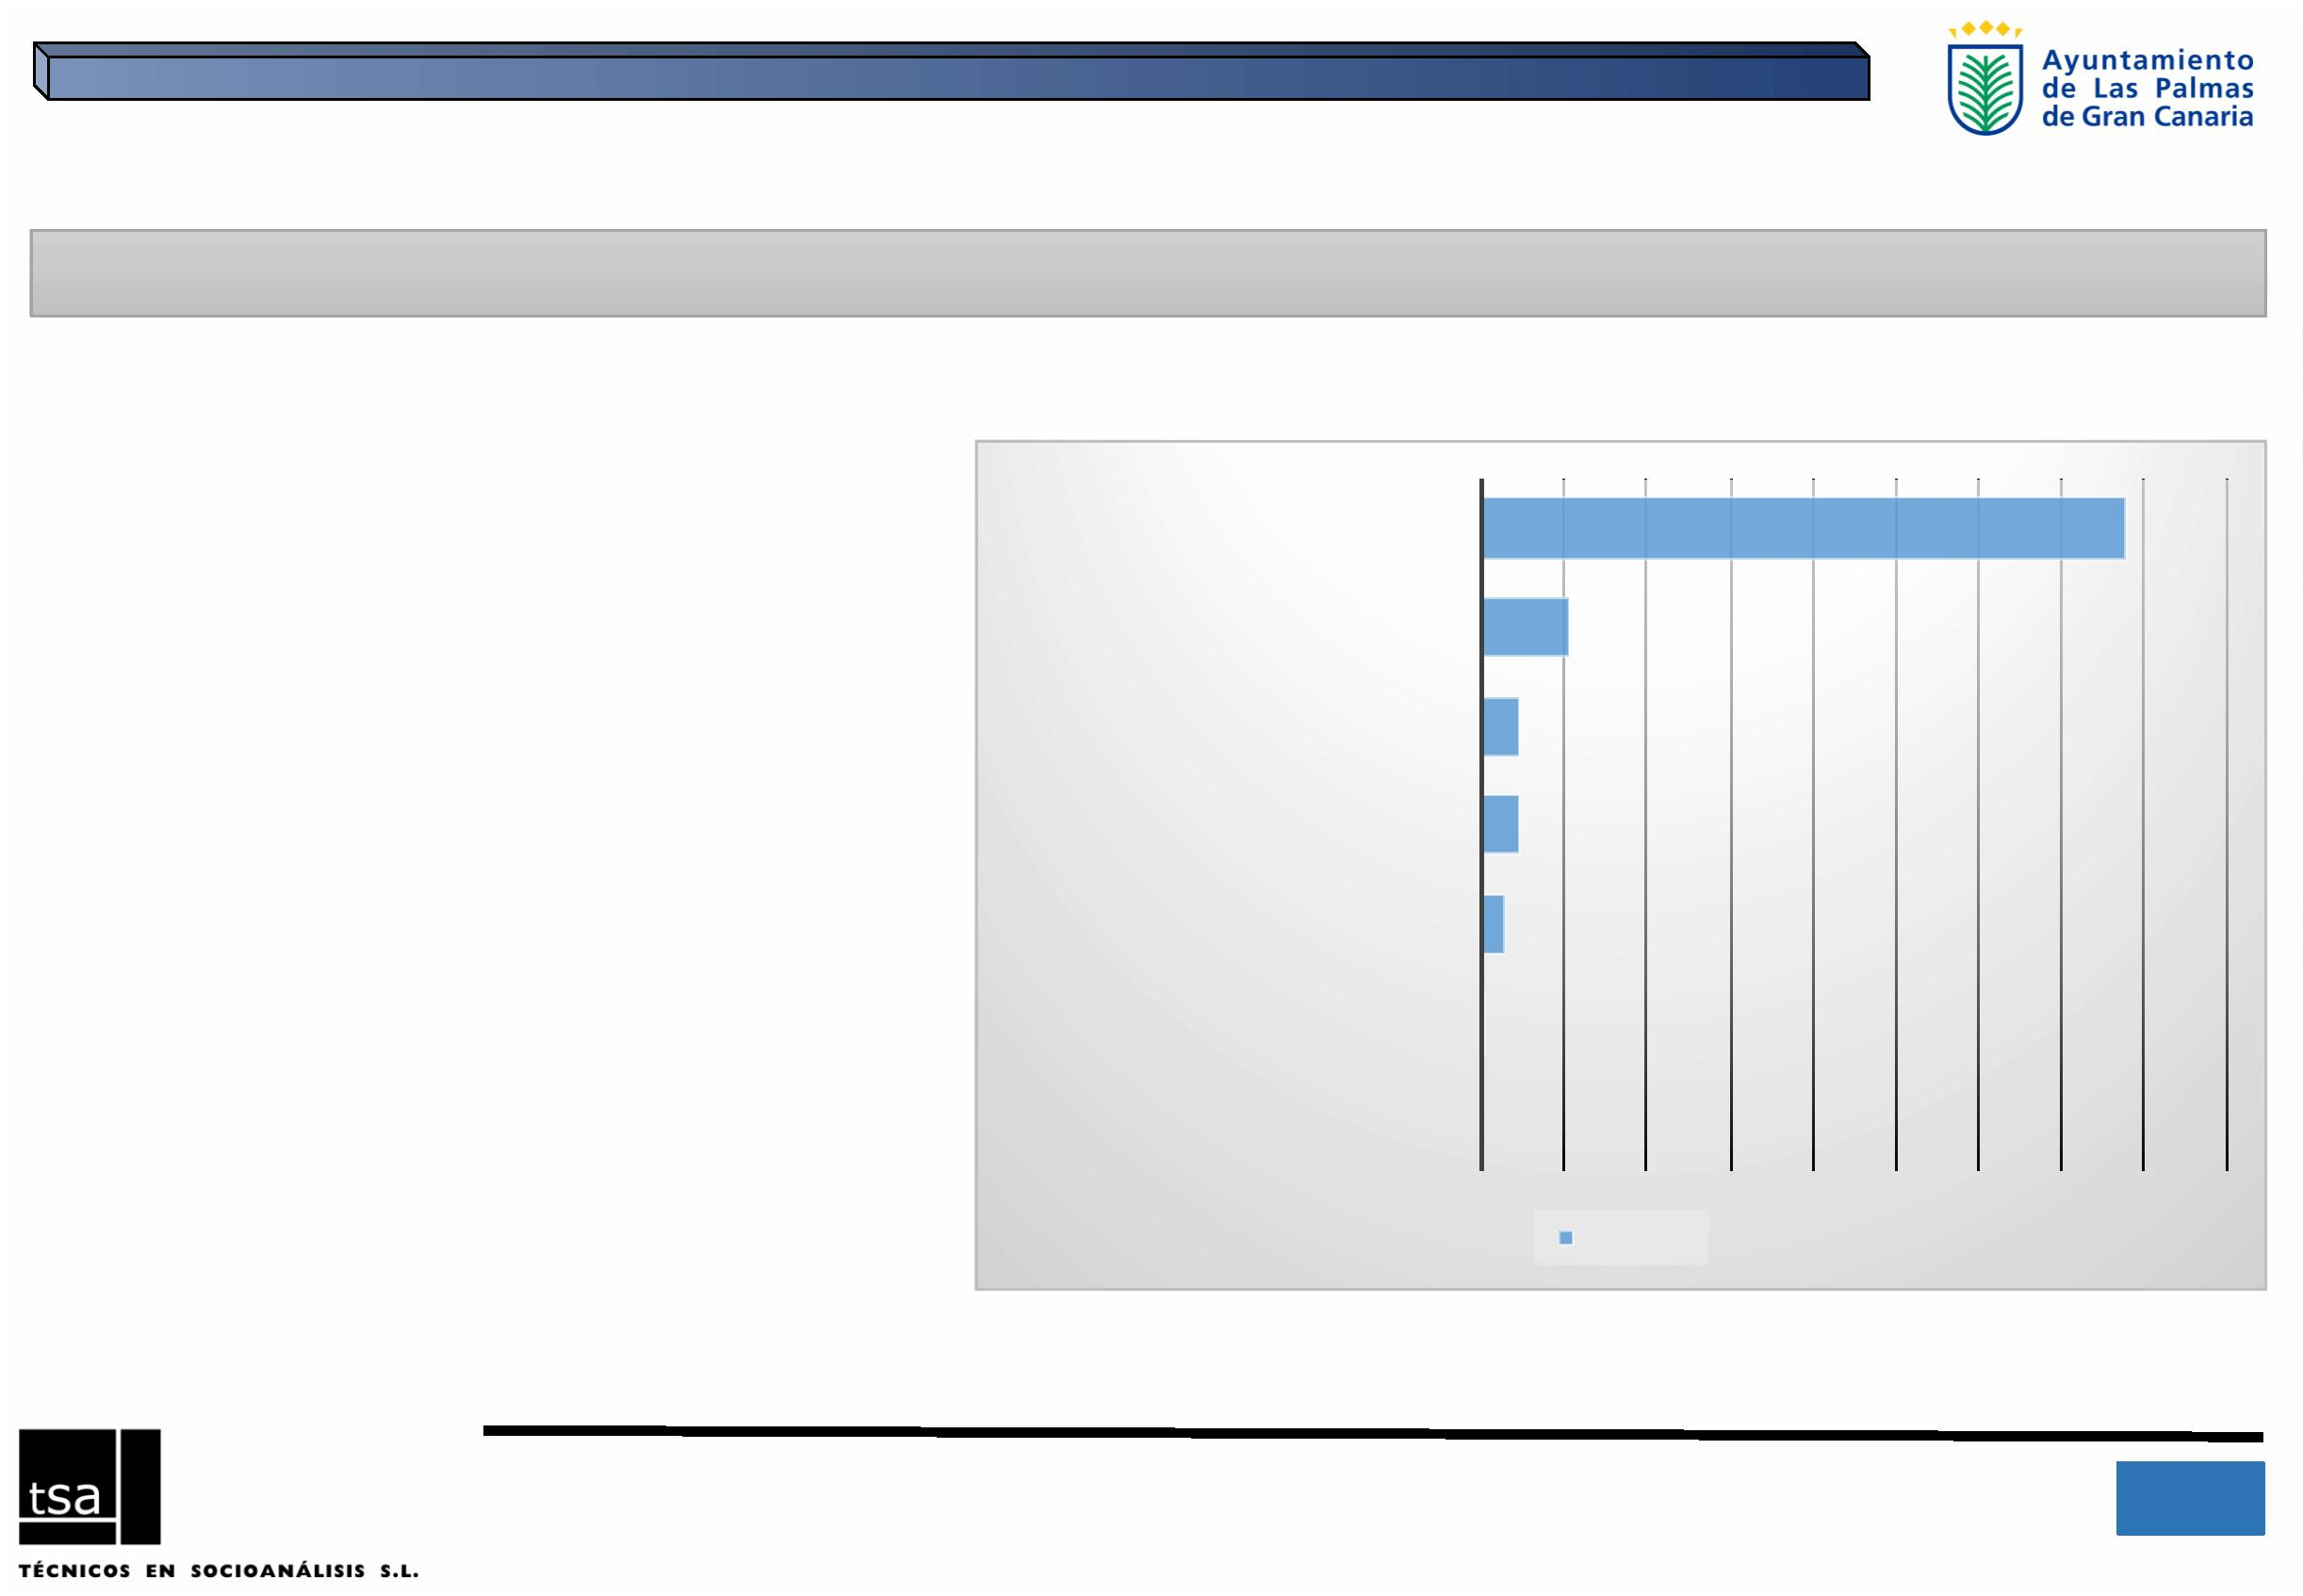 Ayuntamiento
de Las Palmas
de Gran Canaria
tsa
TÉCNICOS EN SOCIOANÁLISIS S.L.